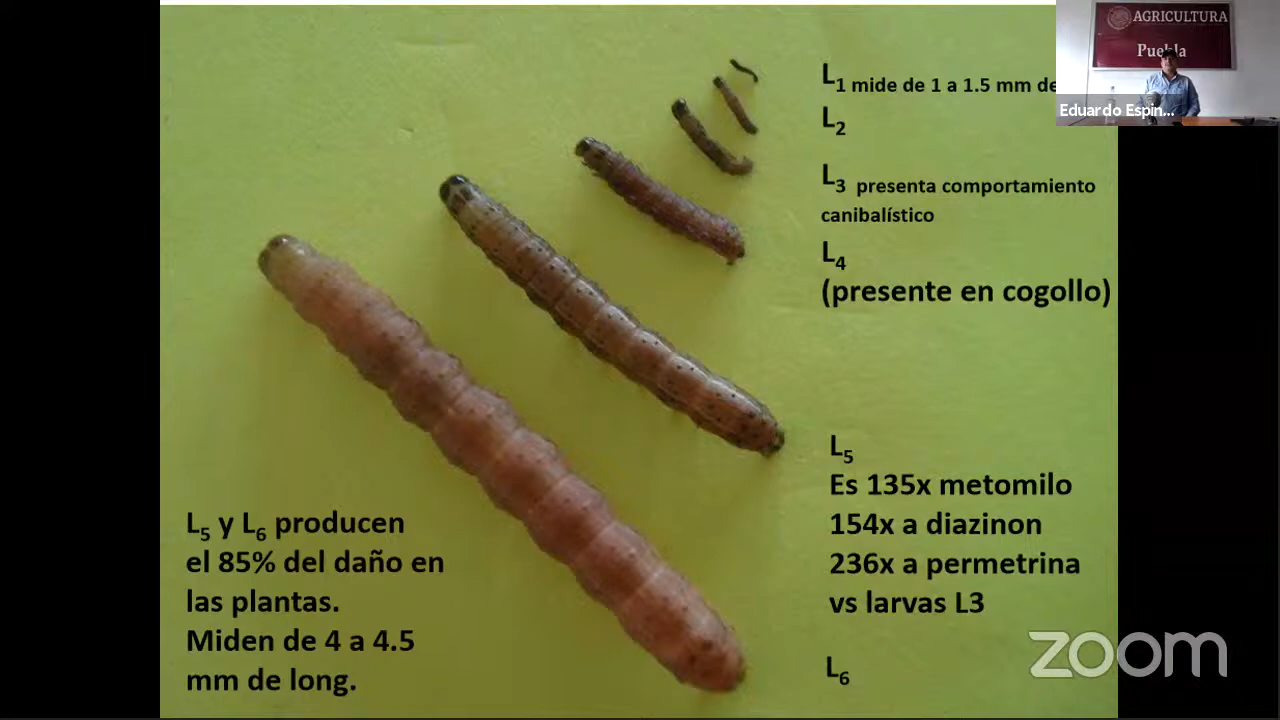 AGRICULTURA
Puebla
Eduardo Espin...
L1 mide de 1 a 1.5 mm de
L2
L3 presenta comportamiento
canibalístico
L4
(presente en cogollo)
L5
Es 135x metomilo
154x a diazinon
236x a permetrina
vs larvas L3
L6
L5 y L6 producen
el 85% del daño en
las plantas.
Miden de 4 a 4.5
mm de long.
zoom